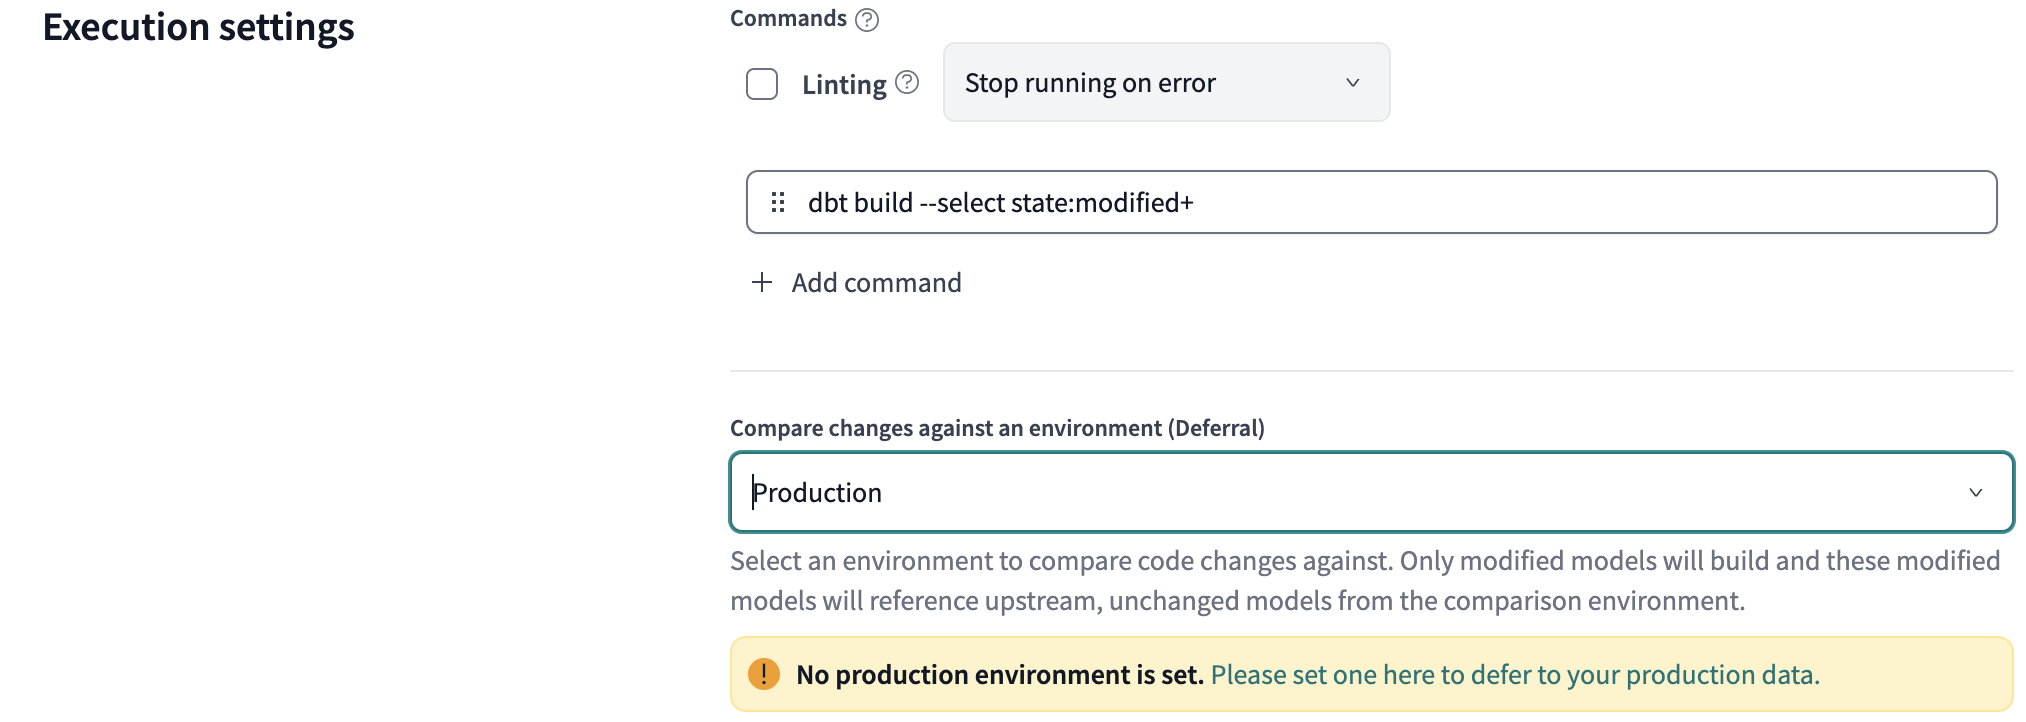 Execution settings
Commands ?
Linting ? Stop running on error
dbt build --select state:modified+
+ Add command
Compare changes against an environment (Deferral)
Production
Select an environment to compare code changes against. Only modified models will build and these modified
models will reference upstream, unchanged models from the comparison environment.
! No production environment is set. Please set one here to defer to your production data.